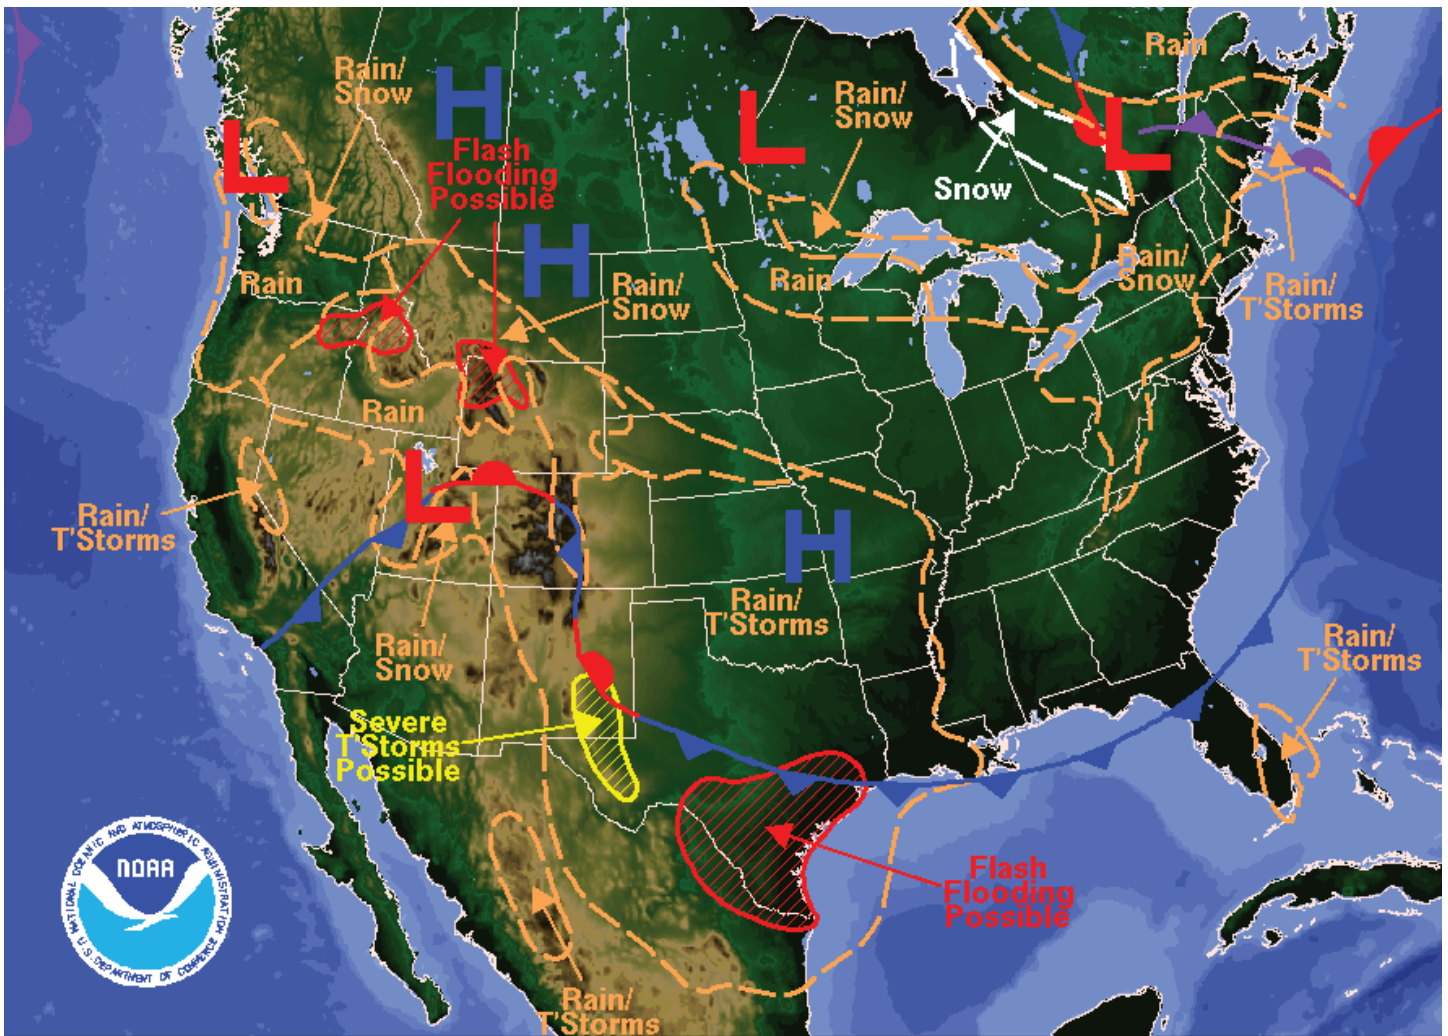 Rain/
Snow
H
L
Rain/
Snow
Rain
L
L
Flash
Flooding
Possible
Snow
H
Rain
Rain/
Snow
Rain
Rain/
Snow
Rain/
T'Storms
Rain
L
Rain/
T'Storms
H
Rain/
T'Storms
Rain/
Snow
Rain/
T'Storms
Severe
T'Storms
Possible
Flash
Flooding
Possible
Rain/
T'Storms
NATIONAL OCEANIC AND ATMOSPHERIC ADMINISTRATION
NOAA
U.S. DEPARTMENT OF COMMERCE